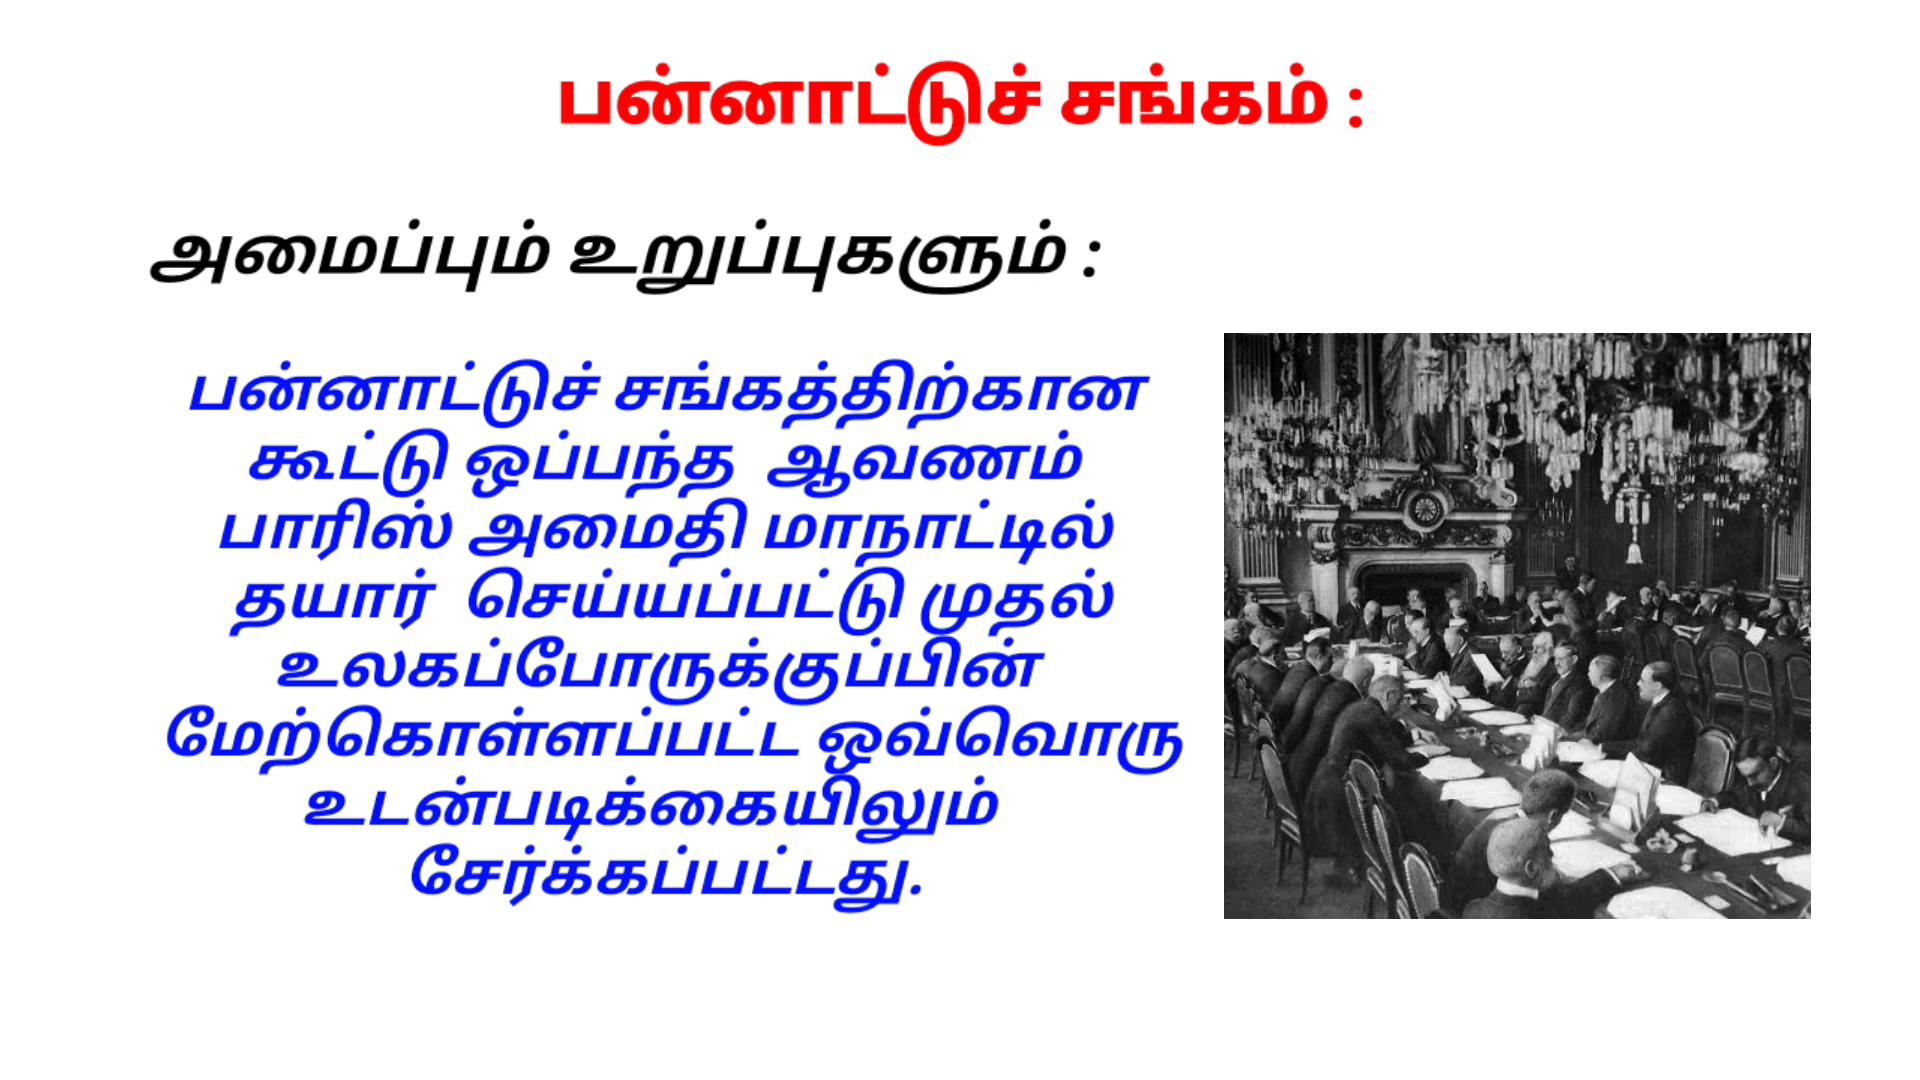 பன்னாட்டுச் சங்கம் :
அமைப்பும் உறுப்புகளும் :
பன்னாட்டுச் சங்கத்திற்கான
கூட்டு ஒப்பந்த ஆவணம்
பாரிஸ் அமைதி மாநாட்டில்
தயார் செய்யப்பட்டு முதல்
உலகப்போருக்குப்பின்
மேற்கொள்ளப்பட்ட ஒவ்வொரு
உடன்படிக்கையிலும்
சேர்க்கப்பட்டது.